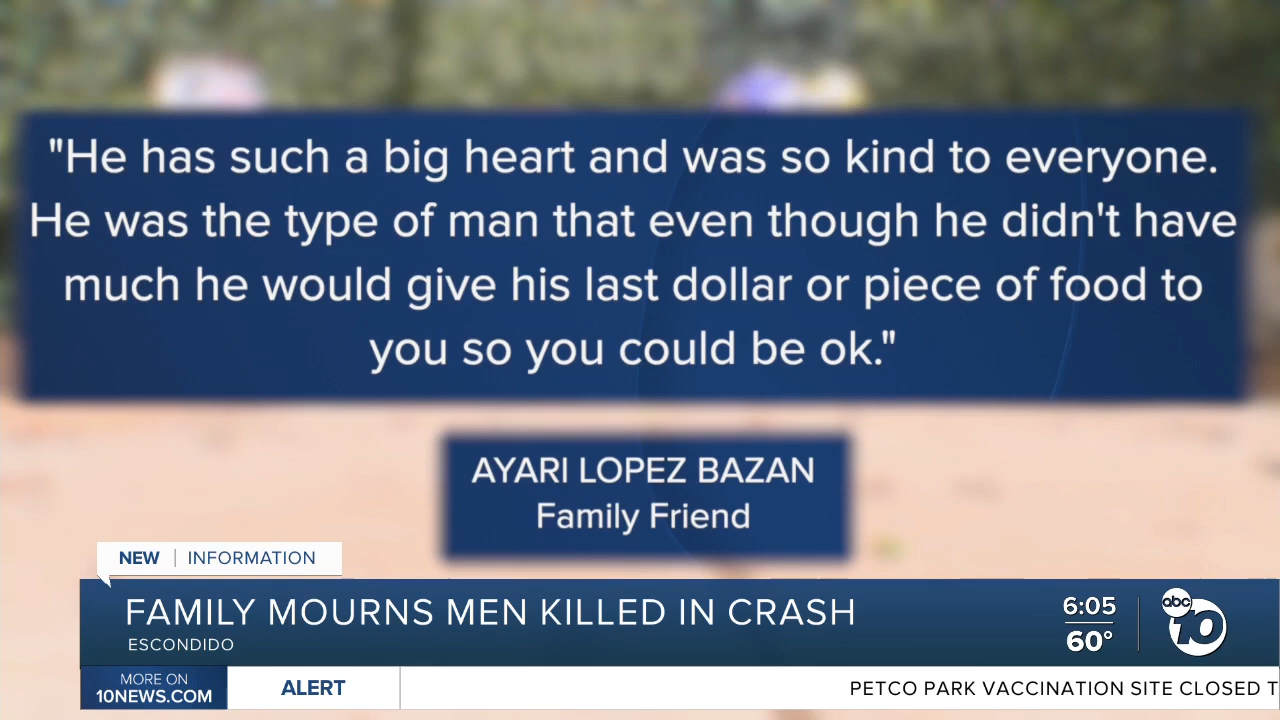 "He has such a big heart and was so kind to everyone.
He was the type of man that even though he didn't have
much he would give his last dollar or piece of food to
you so you could be ok."
AYARI LOPEZ BAZAN
Family Friend
NEW | INFORMATION
FAMILY MOURNS MEN KILLED IN CRASH
ESCONDIDO
6:05
60°
abc
10
MORE ON
10NEWS.COM
ALERT
PETCO PARK VACCINATION SITE CLOSED T